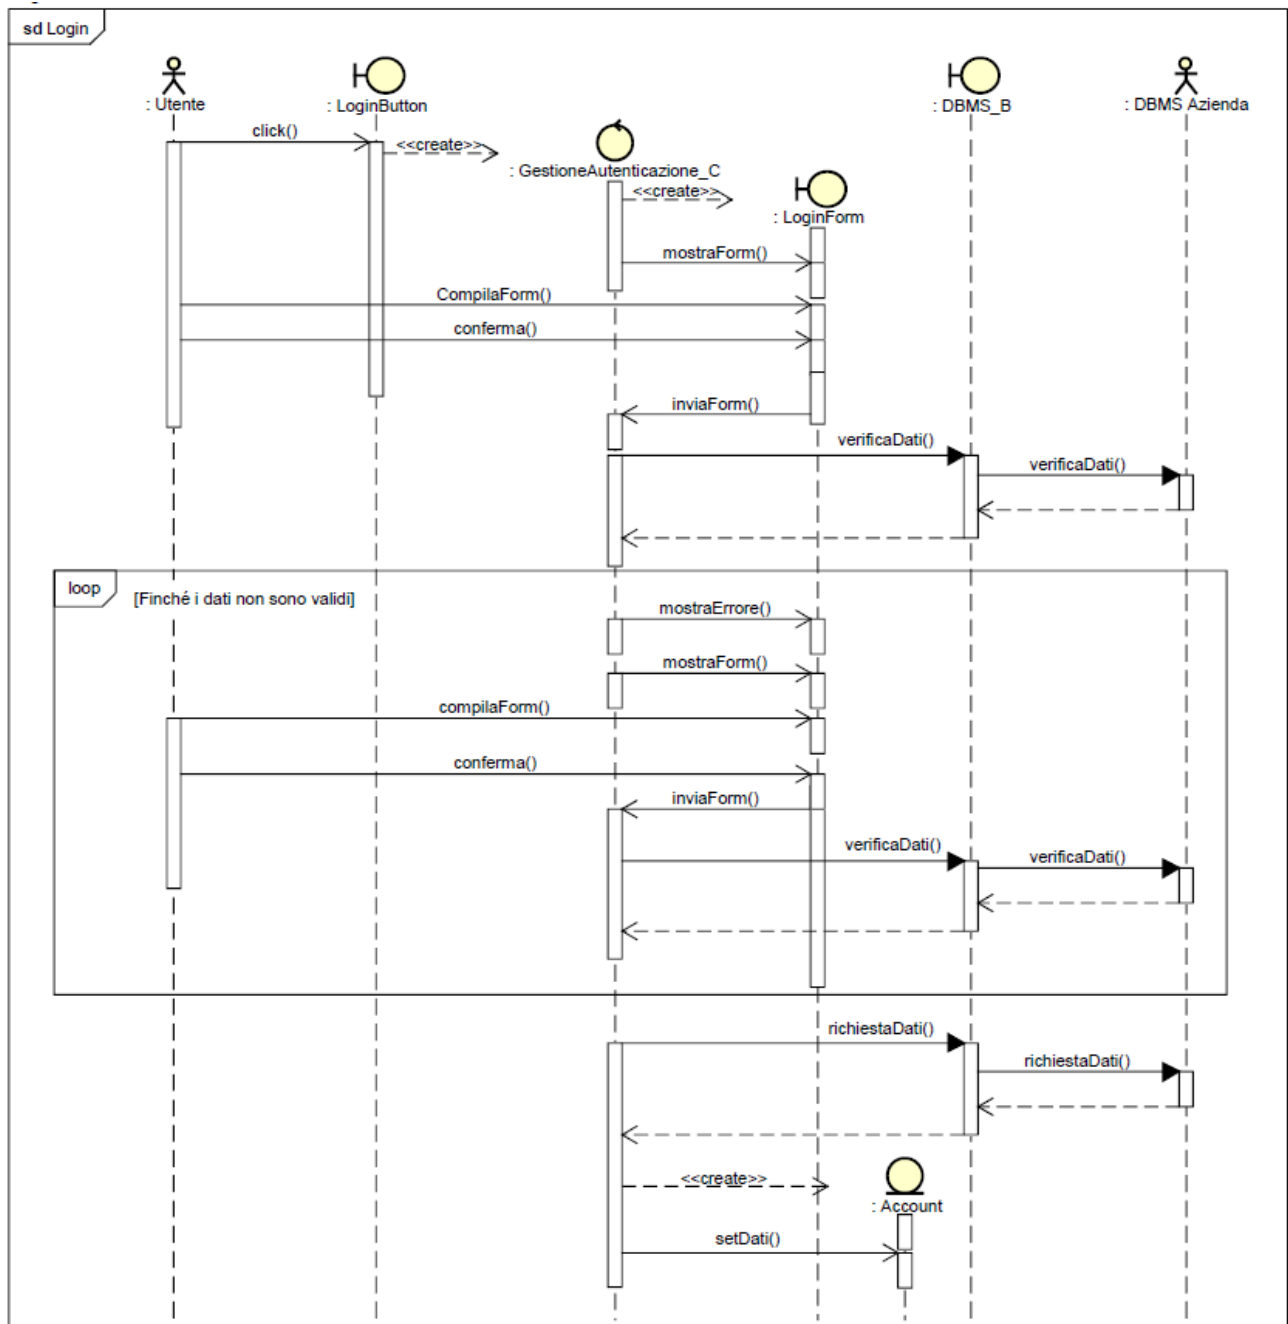 sd Login
: Utente
: LoginButton
: DBMS_B
: DBMS Azienda
click()
<<create>>
: GestioneAutenticazione_C
<<create>>
: LoginForm
mostraForm()
CompilaForm()
conferma()
inviaForm()
verificaDati()
verificaDati()
loop
[Finché i dati non sono validi]
mostraErrore()
mostraForm()
compilaForm()
conferma()
inviaForm()
verificaDati()
verificaDati()
richiestaDati()
richiestaDati()
<<create>>
: Account
setDati()